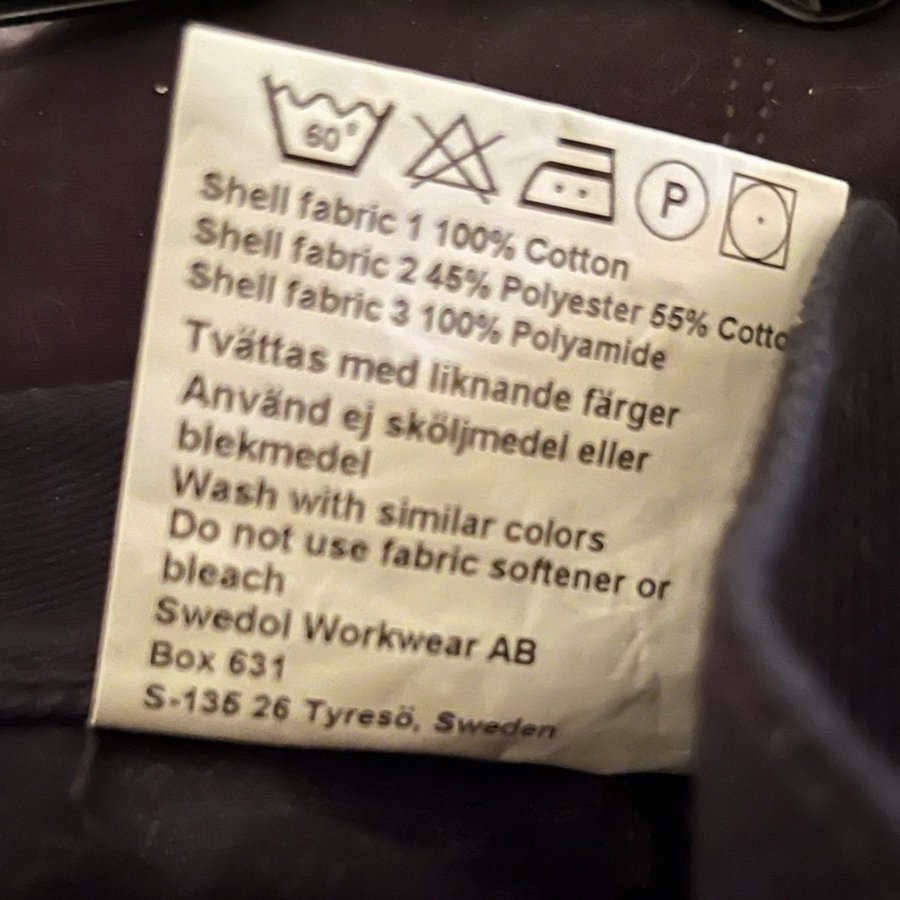 60°
P
Shell fabric 1 100% Cotton
Shell fabric 2 45% Polyester 55% Cotto
Shell fabric 3 100% Polyamide
Tvättas med liknande färger
Använd ej sköljmedel eller
blekmedel
Wash with similar colors
Do not use fabric softener or
bleach
Swedol Workwear AB
Box 631
S-135 26 Tyresö, Sweden